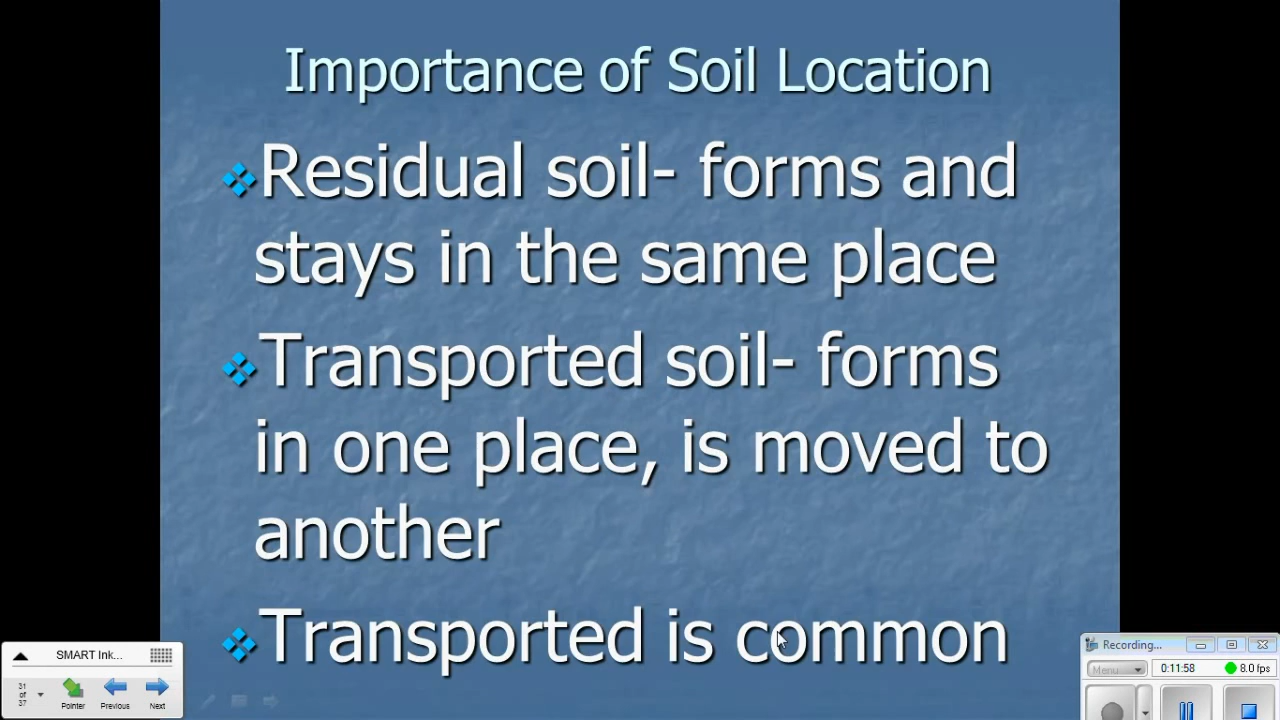 Importance of Soil Location
Residual soil- forms and
stays in the same place
Transported soil- forms
in one place, is moved to
another
Transported is common
SMART Ink...
31
of
37
Pointer
Previous
Next
Recording...
Menu
0:11:58
8.0 fps